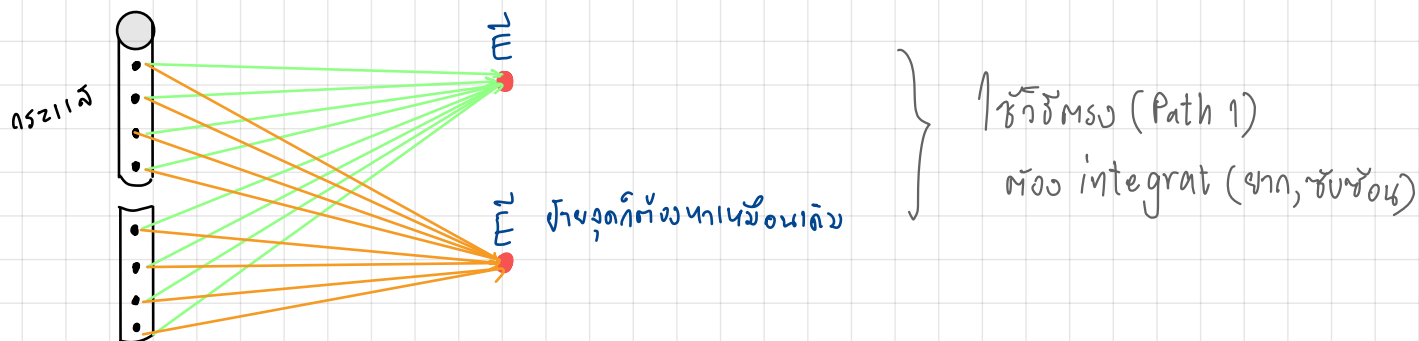 กระแส
E
E ย้ายจุดก็ต้องหาเหมือนเดิม
ใช้วิธีตรง (Path 1)
ต้อง integrat (ยาก,ซับซ้อน)